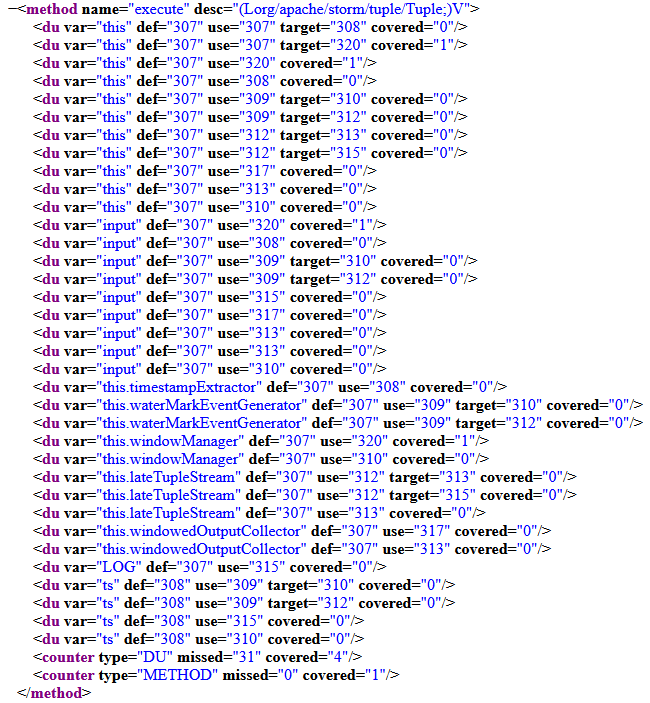 −<method name="execute" desc="(Lorg/apache/storm/tuple/Tuple;)V">
<du var="this" def="307" use="307" target="308" covered="0"/>
<du var="this" def="307" use="307" target="320" covered="1"/>
<du var="this" def="307" use="320" covered="1"/>
<du var="this" def="307" use="308" covered="0"/>
<du var="this" def="307" use="309" target="310" covered="0"/>
<du var="this" def="307" use="309" target="312" covered="0"/>
<du var="this" def="307" use="312" target="313" covered="0"/>
<du var="this" def="307" use="312" target="315" covered="0"/>
<du var="this" def="307" use="317" covered="0"/>
<du var="this" def="307" use="313" covered="0"/>
<du var="this" def="307" use="310" covered="0"/>
<du var="input" def="307" use="320" covered="1"/>
<du var="input" def="307" use="308" covered="0"/>
<du var="input" def="307" use="309" target="310" covered="0"/>
<du var="input" def="307" use="309" target="312" covered="0"/>
<du var="input" def="307" use="315" covered="0"/>
<du var="input" def="307" use="317" covered="0"/>
<du var="input" def="307" use="313" covered="0"/>
<du var="input" def="307" use="313" covered="0"/>
<du var="input" def="307" use="310" covered="0"/>
<du var="this.timestampExtractor" def="307" use="308" covered="0"/>
<du var="this.waterMarkEventGenerator" def="307" use="309" target="310" covered="0"/>
<du var="this.waterMarkEventGenerator" def="307" use="309" target="312" covered="0"/>
<du var="this.windowManager" def="307" use="320" covered="1"/>
<du var="this.windowManager" def="307" use="310" covered="0"/>
<du var="this.lateTupleStream" def="307" use="312" target="313" covered="0"/>
<du var="this.lateTupleStream" def="307" use="312" target="315" covered="0"/>
<du var="this.lateTupleStream" def="307" use="313" covered="0"/>
<du var="this.windowedOutputCollector" def="307" use="317" covered="0"/>
<du var="this.windowedOutputCollector" def="307" use="313" covered="0"/>
<du var="LOG" def="307" use="315" covered="0"/>
<du var="ts" def="308" use="309" target="310" covered="0"/>
<du var="ts" def="308" use="309" target="312" covered="0"/>
<du var="ts" def="308" use="315" covered="0"/>
<du var="ts" def="308" use="310" covered="0"/>
<counter type="DU" missed="31" covered="4"/>
<counter type="METHOD" missed="0" covered="1"/>
</method>